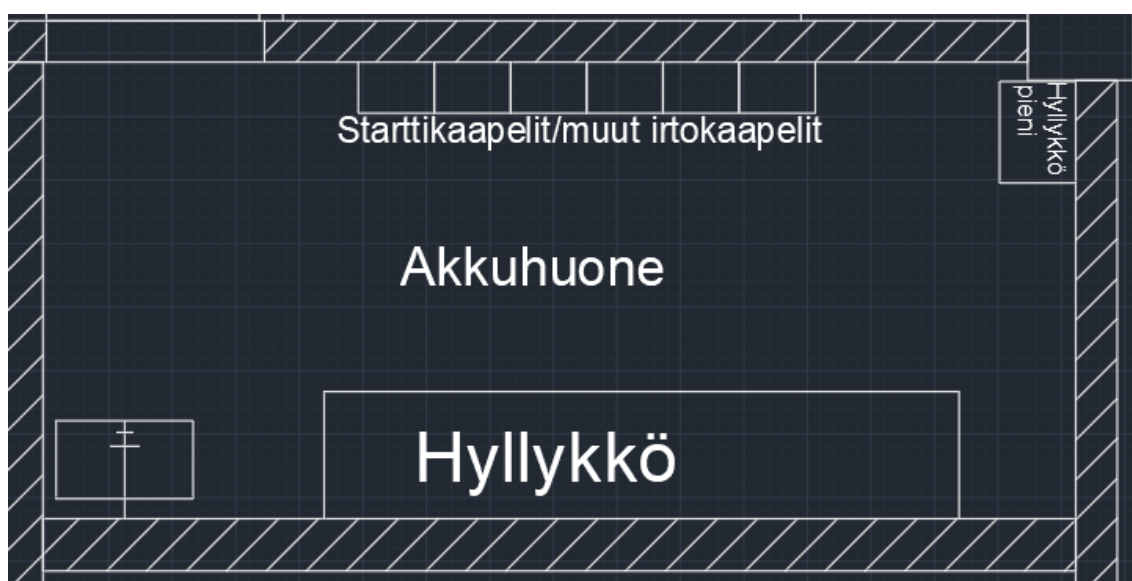 Starttikaapelit/muut irtokaapelit
Hyllykkö
pieni
Akkuhuone
Hyllykkö